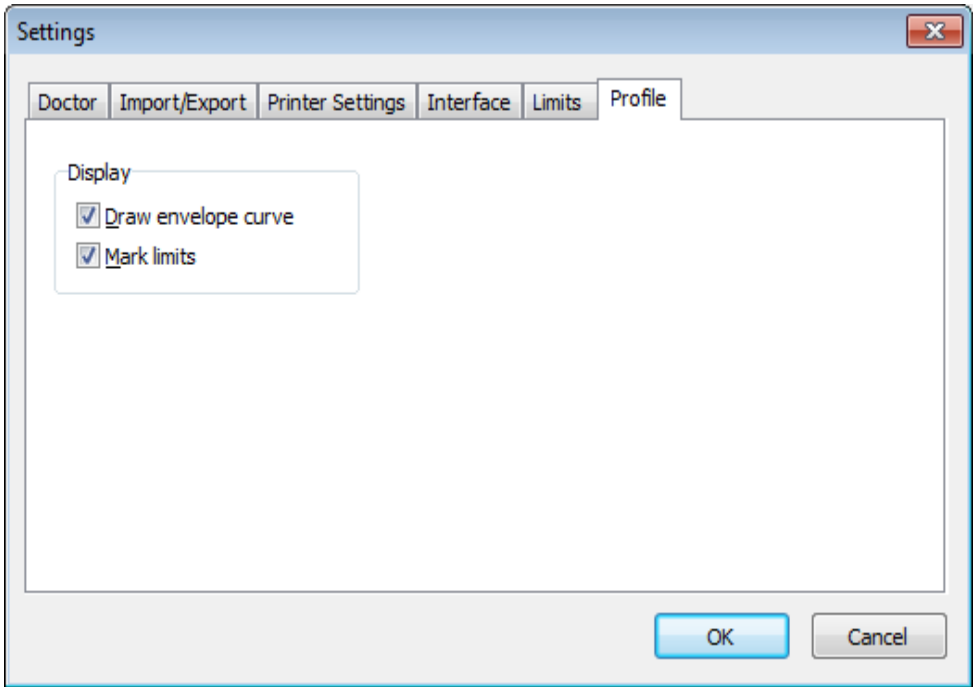 Settings
Doctor Import/Export Printer Settings Interface Limits Profile
Display
Draw envelope curve
Mark limits
OK Cancel